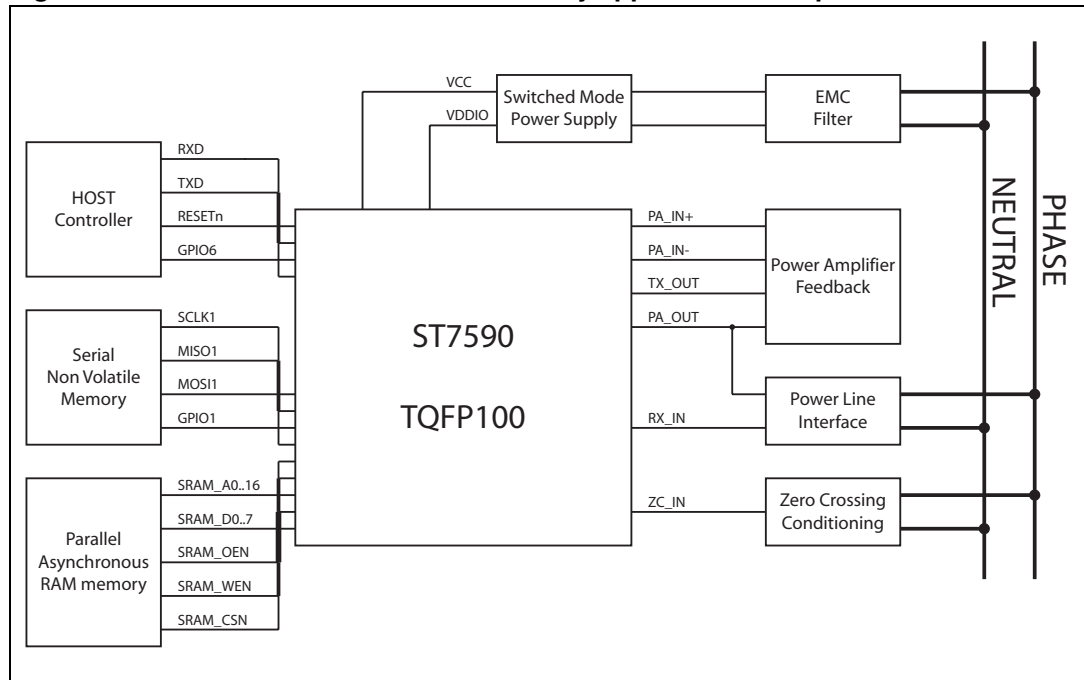 VCC
VDDIO
Switched Mode
Power Supply
EMC
Filter
HOST
Controller
RXD
TXD
RESETn
GPIO6
Serial
Non Volatile
Memory
SCLK1
MISO1
MOSI1
GPIO1
Parallel
Asynchronous
RAM memory
SRAM_A0..16
SRAM_D0..7
SRAM_OEN
SRAM_WEN
SRAM_CSN
ST7590
TQFP100
PA_IN+
PA_IN-
TX_OUT
PA_OUT
RX_IN
ZC_IN
Power Amplifier
Feedback
Power Line
Interface
Zero Crossing
Conditioning
NEUTRAL
PHASE